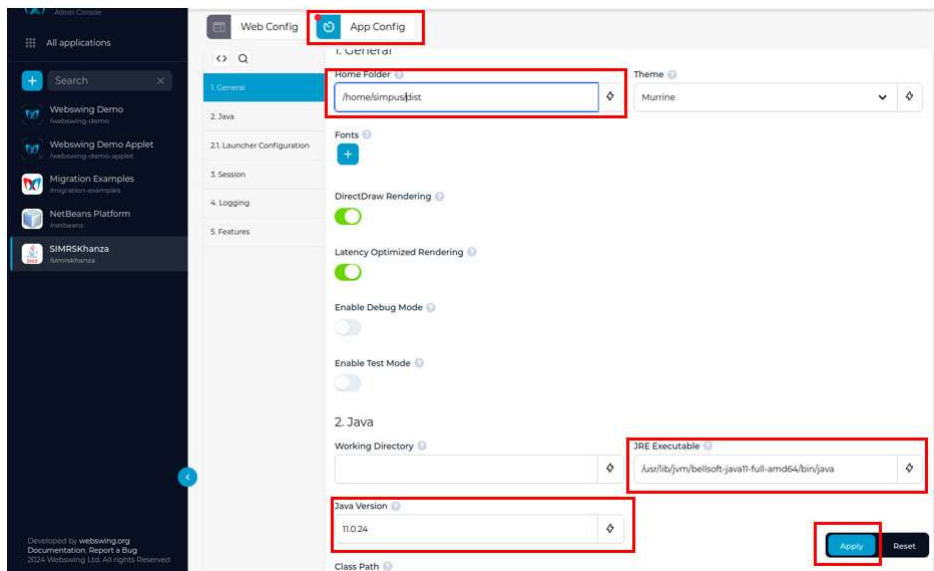 Admin Console
All applications
Search
Webswing Demo
/webswing-demo
Webswing Demo Applet
/webswing-demo-applet
Migration Examples
/migration-examples
NetBeans Platform
/netbeans
SIMRSKhanza
/simrskhanza
Developed by webswing.org
Documentation, Report a Bug
2024 Webswing Ltd. All rights Reserved
Web Config
App Config
1. General
2. Java
2.1. Launcher Configuration
3. Session
4. Logging
5. Features
1. General
Home Folder
/home/simpus/dist
Theme
Murrine
Fonts
DirectDraw Rendering
Latency Optimized Rendering
Enable Debug Mode
Enable Test Mode
2. Java
Working Directory
JRE Executable
/usr/lib/jvm/bellsoft-java11-full-amd64/bin/java
Java Version
11.0.24
Apply
Reset
Class Path